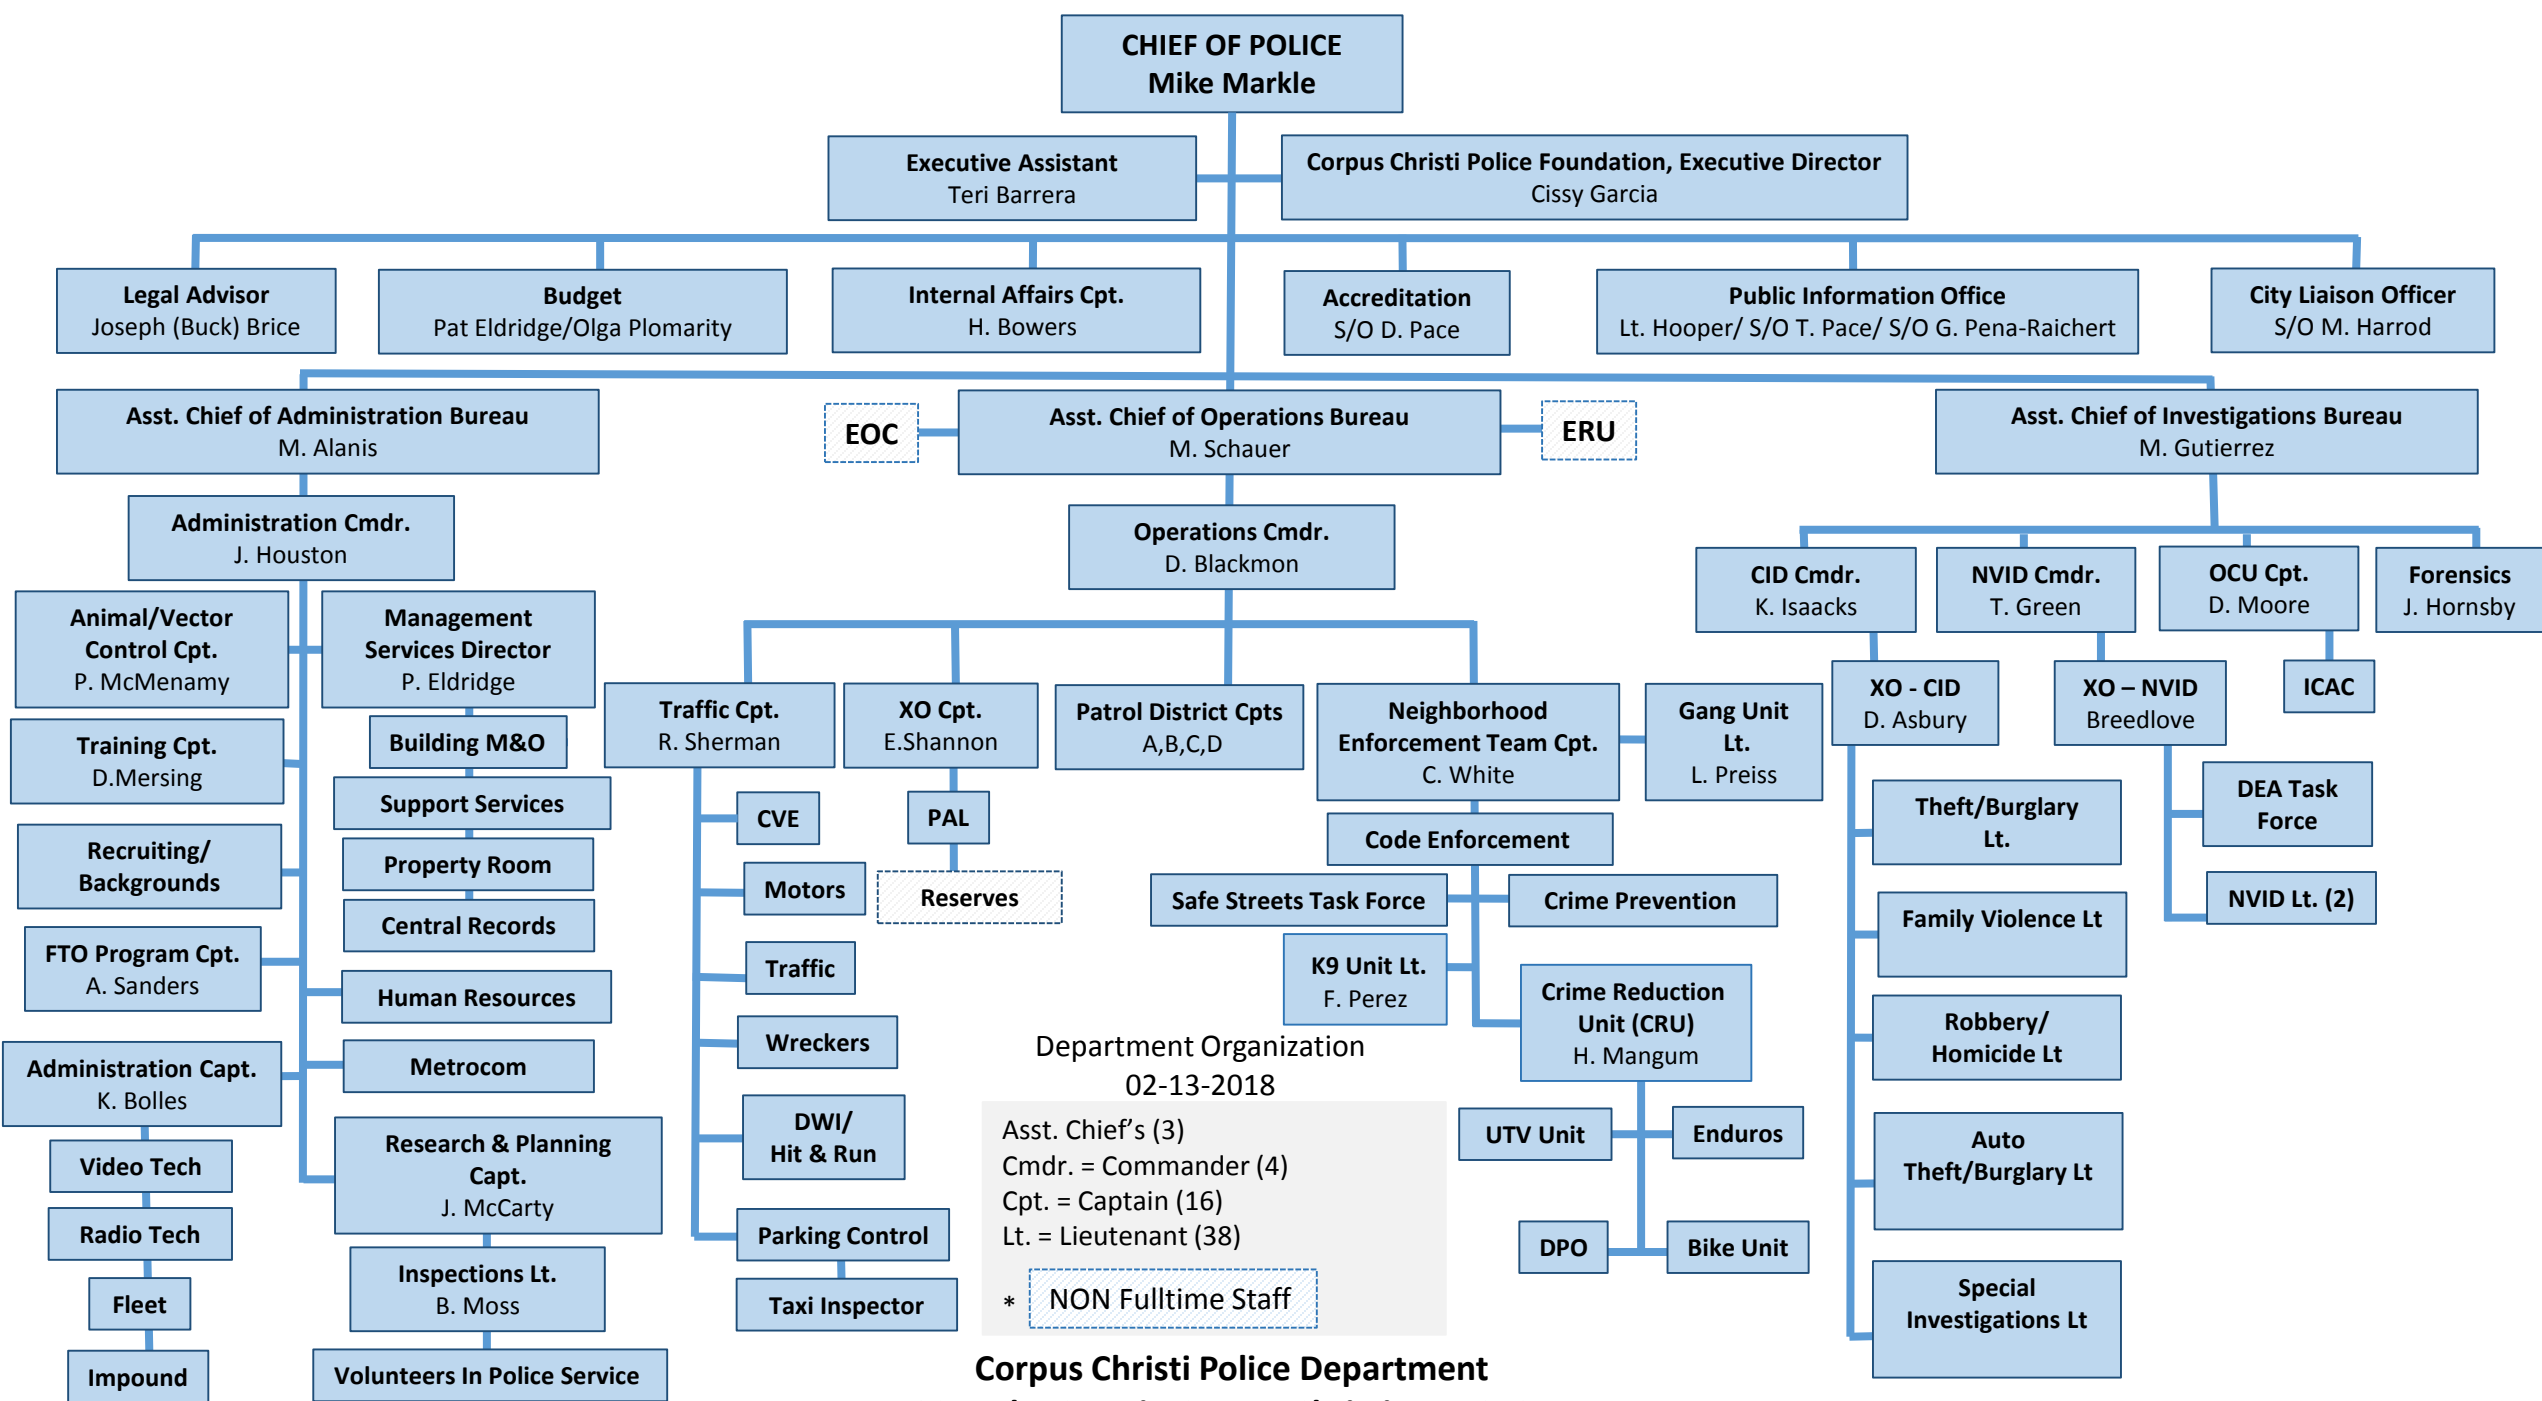 CHIEF OF POLICE
Mike Markle
Executive Assistant
Teri Barrera
Corpus Christi Police Foundation, Executive Director
Cissy Garcia
Legal Advisor
Joseph (Buck) Brice
Budget
Pat Eldridge/Olga Plomarity
Internal Affairs Cpt.
H. Bowers
Accreditation
S/O D. Pace
Public Information Office
Lt. Hooper/ S/O T. Pace/ S/O G. Pena-Raichert
City Liaison Officer
S/O M. Harrod
Asst. Chief of Administration Bureau
M. Alanis
EOC
Asst. Chief of Operations Bureau
M. Schauer
ERU
Asst. Chief of Investigations Bureau
M. Gutierrez
Administration Cmdr.
J. Houston
Animal/Vector
Control Cpt.
P. McMenamy
Management
Services Director
P. Eldridge
Training Cpt.
D.Mersing
Building M&O
Support Services
Recruiting/
Backgrounds
Property Room
Central Records
FTO Program Cpt.
A. Sanders
Human Resources
Administration Capt.
K. Bolles
Metrocom
Video Tech
Radio Tech
Fleet
Impound
Research & Planning
Capt.
J. McCarty
Inspections Lt.
B. Moss
Volunteers In Police Service
Operations Cmdr.
D. Blackmon
Traffic Cpt.
R. Sherman
XO Cpt.
E.Shannon
Patrol District Cpts
A,B,C,D
Neighborhood
Enforcement Team Cpt.
C. White
Gang Unit
Lt.
L. Preiss
CVE
Motors
Traffic
Wreckers
DWI/
Hit & Run
Parking Control
Taxi Inspector
PAL
Reserves
Code Enforcement
Safe Streets Task Force
Crime Prevention
K9 Unit Lt.
F. Perez
Crime Reduction
Unit (CRU)
H. Mangum
UTV Unit
Enduros
DPO
Bike Unit
CID Cmdr.
K. Isaacks
NVID Cmdr.
T. Green
OCU Cpt.
D. Moore
Forensics
J. Hornsby
XO - CID
D. Asbury
XO – NVID
Breedlove
ICAC
Theft/Burglary
Lt.
Family Violence Lt
Robbery/
Homicide Lt
Auto
Theft/Burglary Lt
Special
Investigations Lt
DEA Task
Force
NVID Lt. (2)
Department Organization
02-13-2018
Asst. Chief's (3)
Cmdr. = Commander (4)
Cpt. = Captain (16)
Lt. = Lieutenant (38)
* NON Fulltime Staff
Corpus Christi Police Department